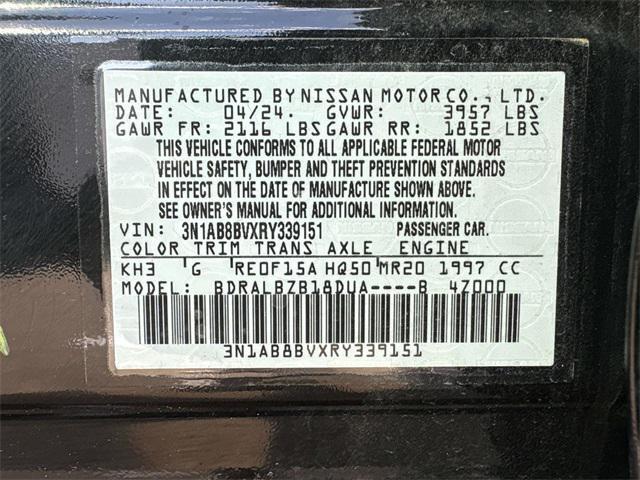 MANUFACTURED BY NISSAN MOTOR CO., LTD.
DATE: 04/24. GVWR: 3957 LBS
GAWR FR: 2116 LBS GAWR RR: 1852 LBS
THIS VEHICLE CONFORMS TO ALL APPLICABLE FEDERAL MOTOR
VEHICLE SAFETY, BUMPER AND THEFT PREVENTION STANDARDS
IN EFFECT ON THE DATE OF MANUFACTURE SHOWN ABOVE.
SEE OWNER'S MANUAL FOR ADDITIONAL INFORMATION.
VIN: 3N1AB8BVXRY339151 PASSENGER CAR.
COLOR TRIM TRANS AXLE ENGINE
KH3 G RE0F15A HQ50 MR20 1997 CC
MODEL: BDRALBZB18DUA----B 4Z000
3N1AB8BVXRY339151